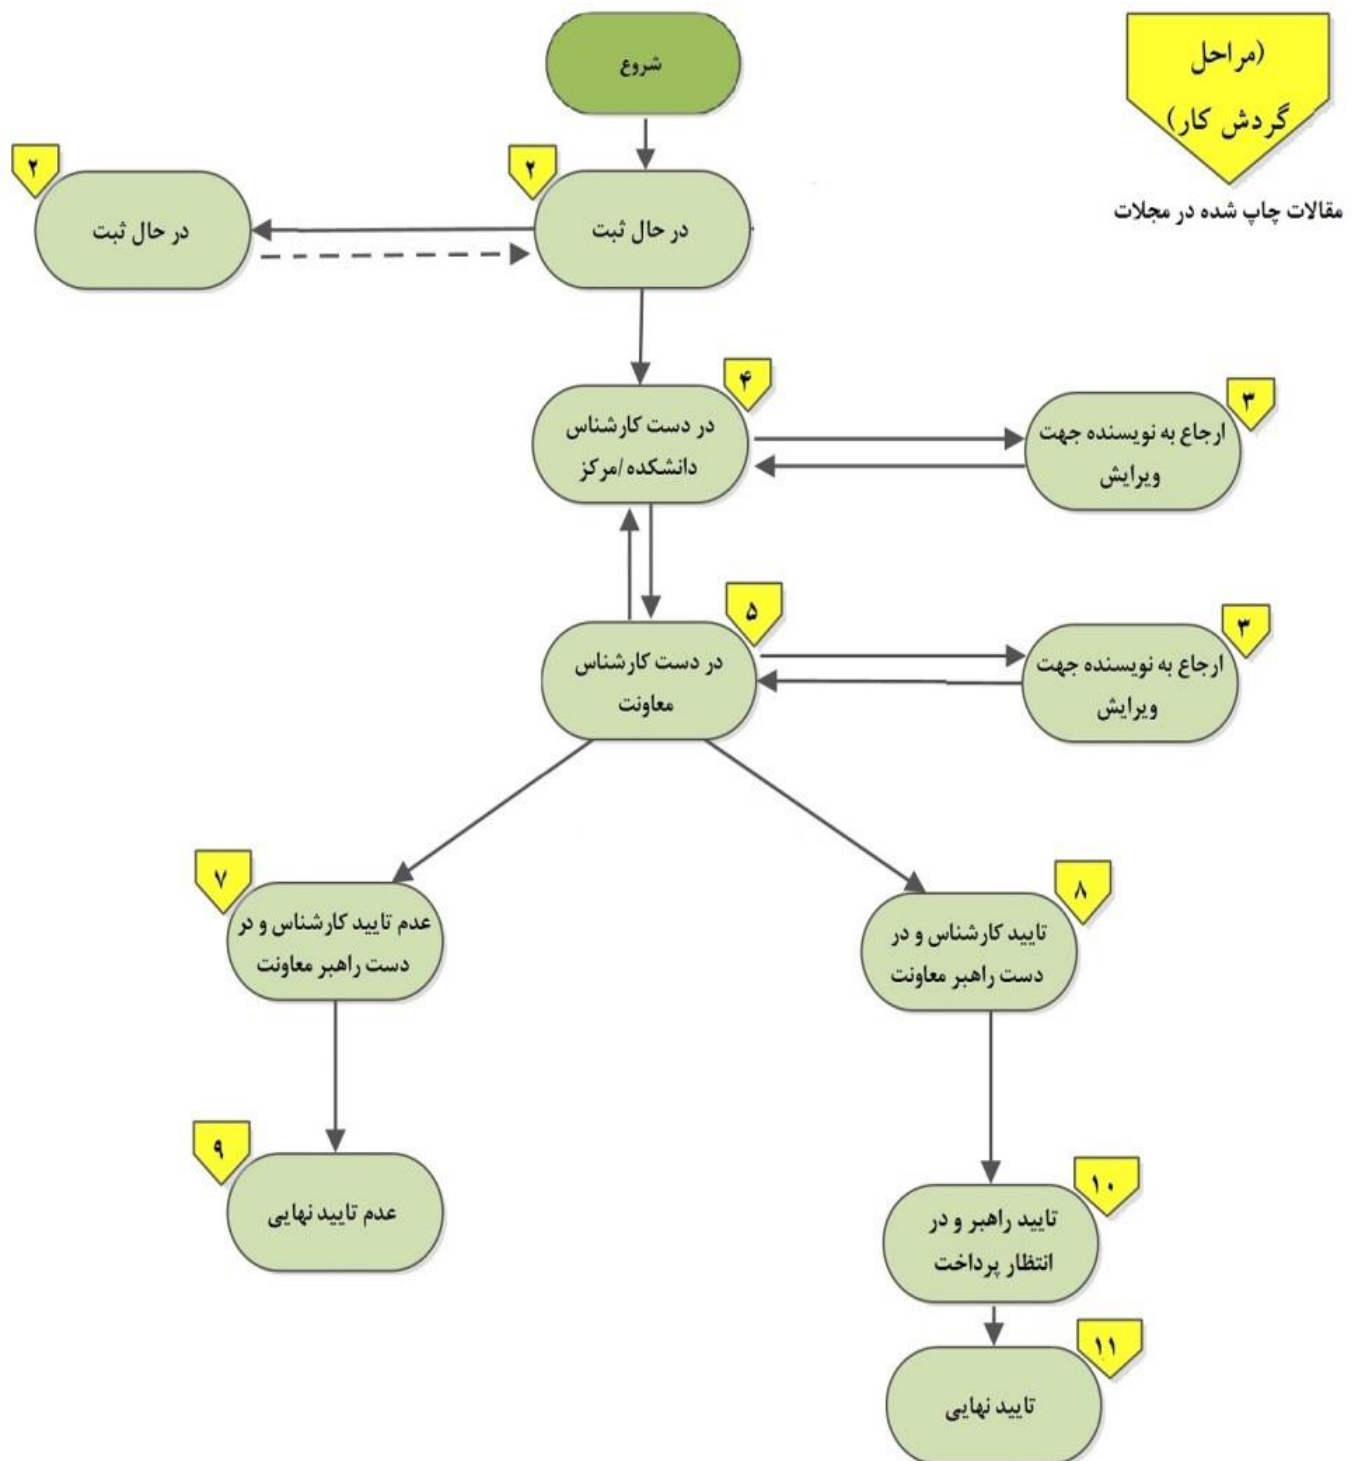 شروع
(مراحل
گردش کار)
مقالات چاپ شده در مجلات
۲
در حال ثبت
۲
در حال ثبت
۴
در دست کارشناس
دانشکده/مرکز
۳
ارجاع به نویسنده جهت
ویرایش
۵
در دست کارشناس
معاونت
۳
ارجاع به نویسنده جهت
ویرایش
۸
تایید کارشناس و در
دست راهبر معاونت
۷
عدم تایید کارشناس و در
دست راهبر معاونت
۱۰
تایید راهبر و در
انتظار پرداخت
۹
عدم تایید نهایی
۱۱
تایید نهایی